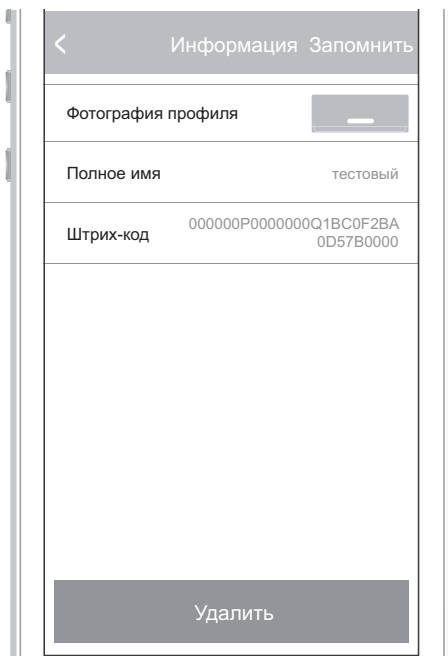 Информация Запомнить
Фотография профиля
Полное имя тестовый
Штрих-код 000000P0000000Q1BC0F2BA
0D57B0000
Удалить